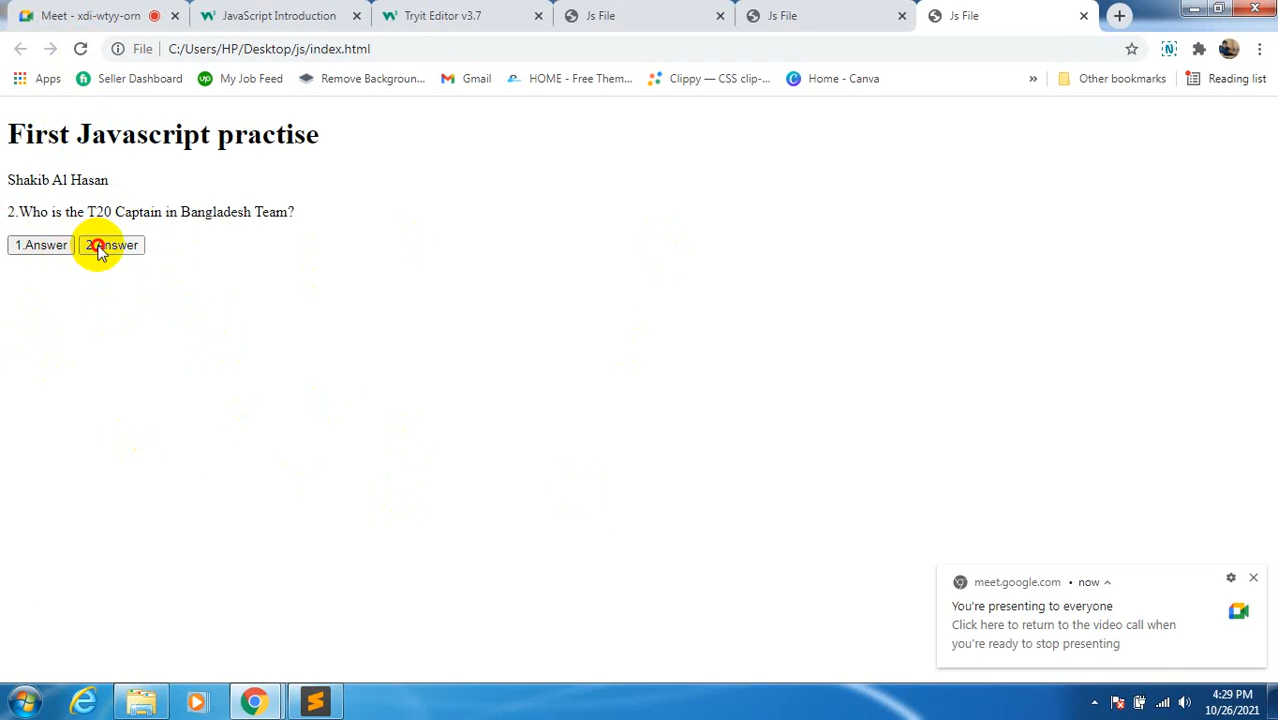 Meet - xdi-wtyy-orn
JavaScript Introduction
Tryit Editor v3.7
Js File
Js File
Js File
File C:/Users/HP/Desktop/js/index.html
Apps
Seller Dashboard
My Job Feed
Remove Backgroun...
Gmail
HOME - Free Them...
Clippy — CSS clip-...
Home - Canva
»
Other bookmarks
Reading list
First Javascript practise
Shakib Al Hasan
2.Who is the T20 Captain in Bangladesh Team?
1.Answer
2.Answer
meet.google.com • now
You're presenting to everyone
Click here to return to the video call when
you're ready to stop presenting
4:29 PM
10/26/2021